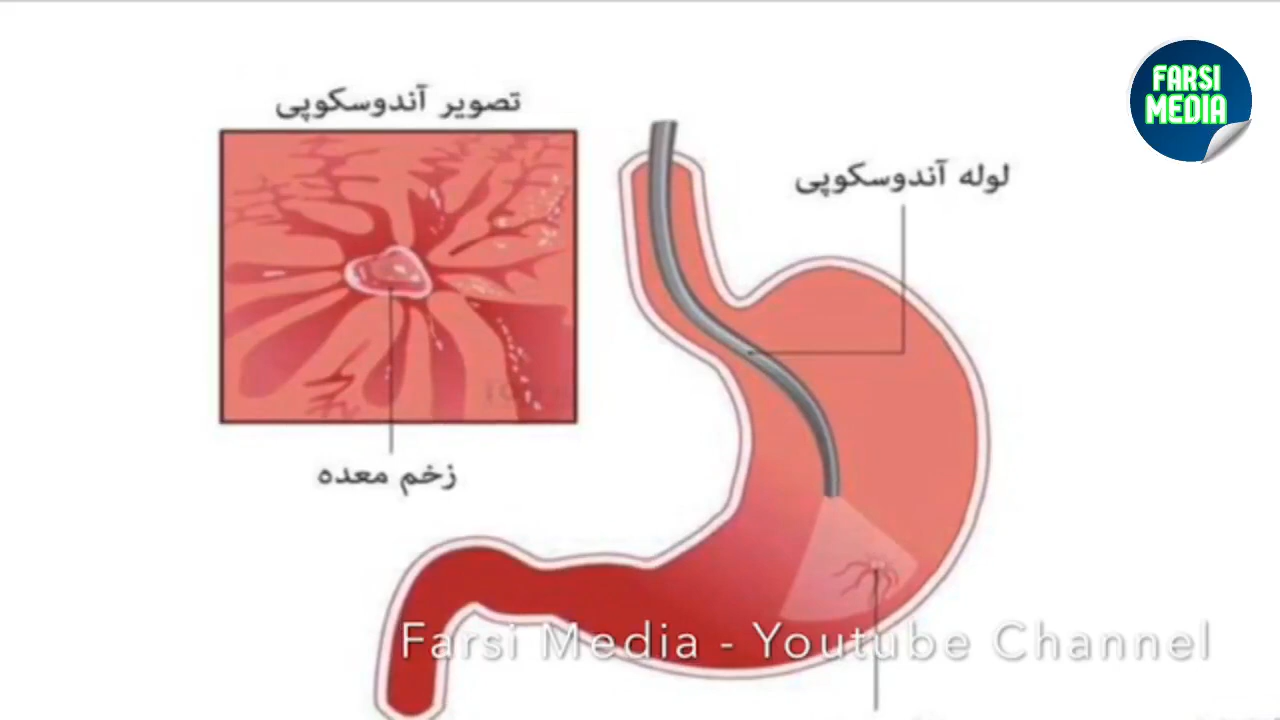 FARSI
MEDIA
تصویر آندوسکوپی
لوله آندوسکوپی
زخم معده
Farsi Media - Youtube Channel